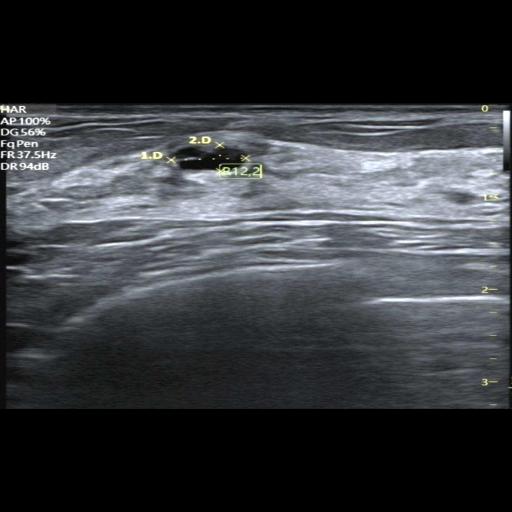 HAR
AP 100%
DG 56%
Fq Pen
FR 37.5Hz
DR 94dB
2.D
1.D
0
1
2
3